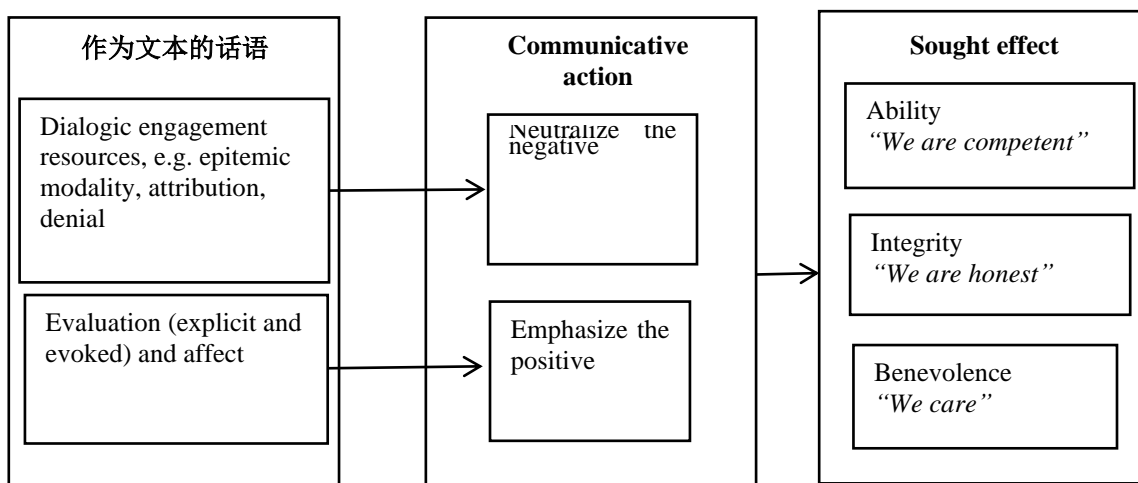 作为文本的话语
Dialogic engagement
resources, e.g. epitemic
modality, attribution,
denial
Evaluation (explicit and
evoked) and affect
Communicative
action
Neutralize the
negative
Emphasize the
positive
Sought effect
Ability
“We are competent”
Integrity
“We are honest”
Benevolence
“We care”